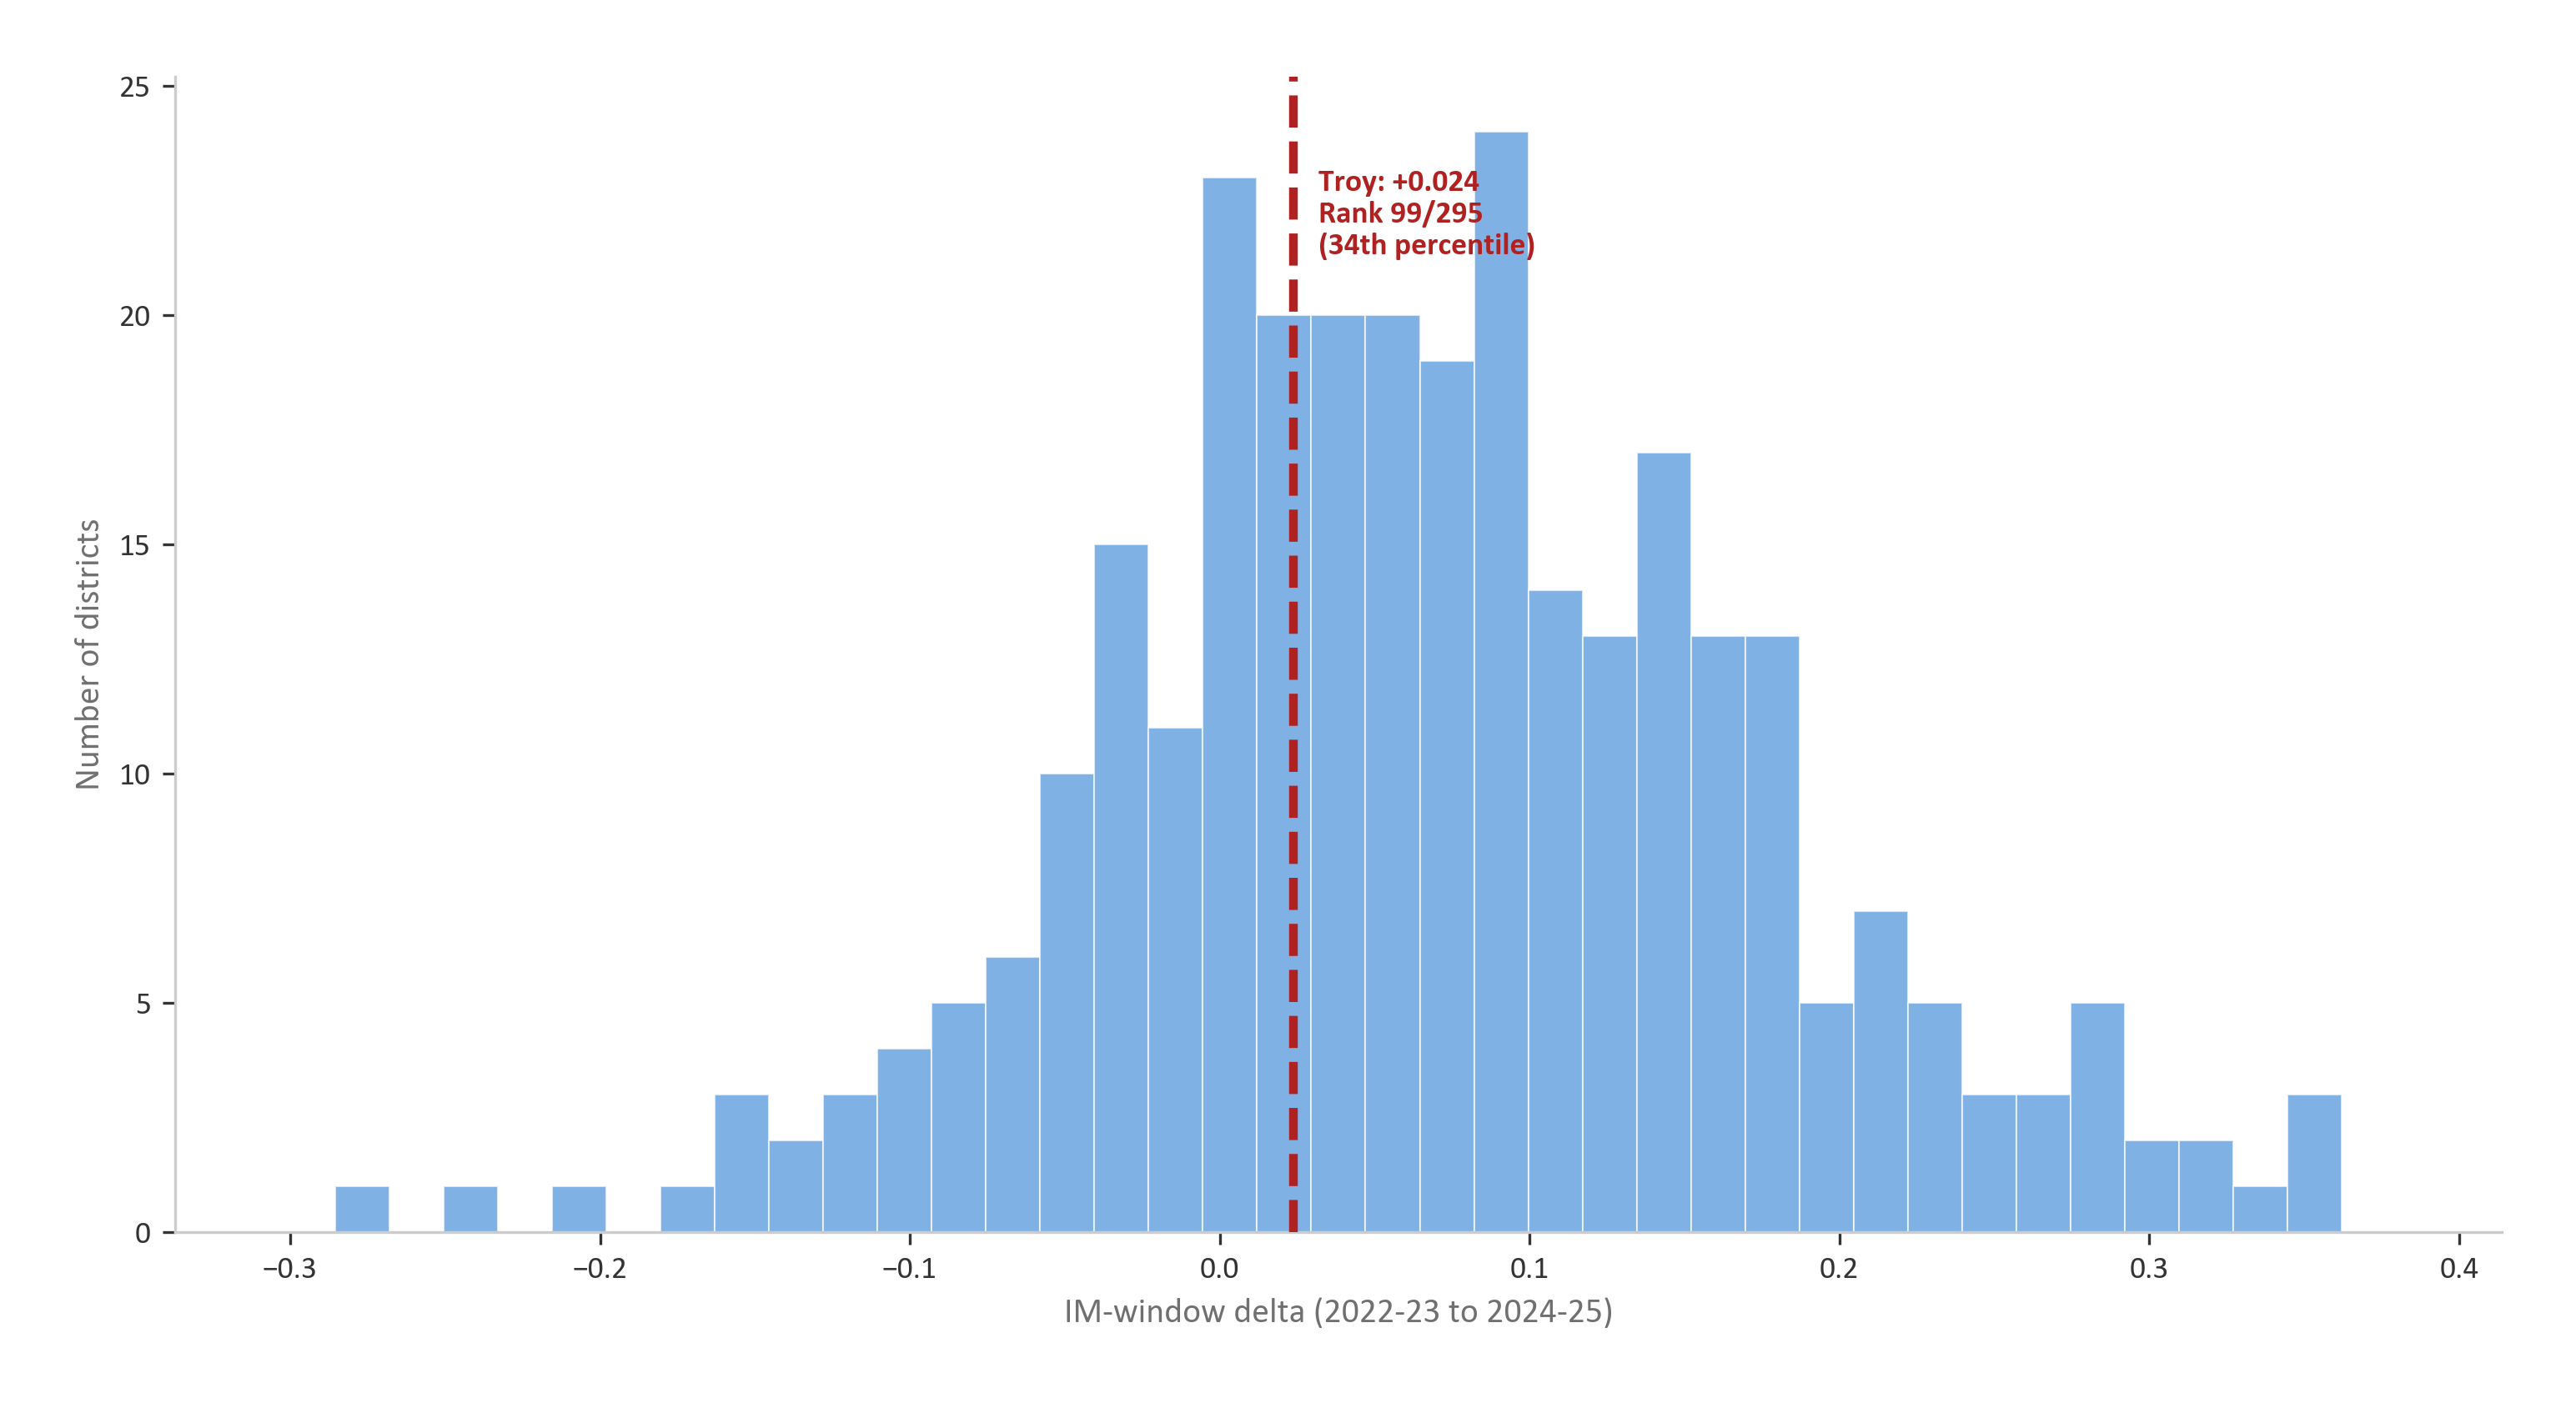 25
20
15
10
5
0
Number of districts
Troy: +0.024
Rank 99/295
(34th percentile)
−0.3
−0.2
−0.1
0.0
0.1
0.2
0.3
0.4
IM-window delta (2022-23 to 2024-25)